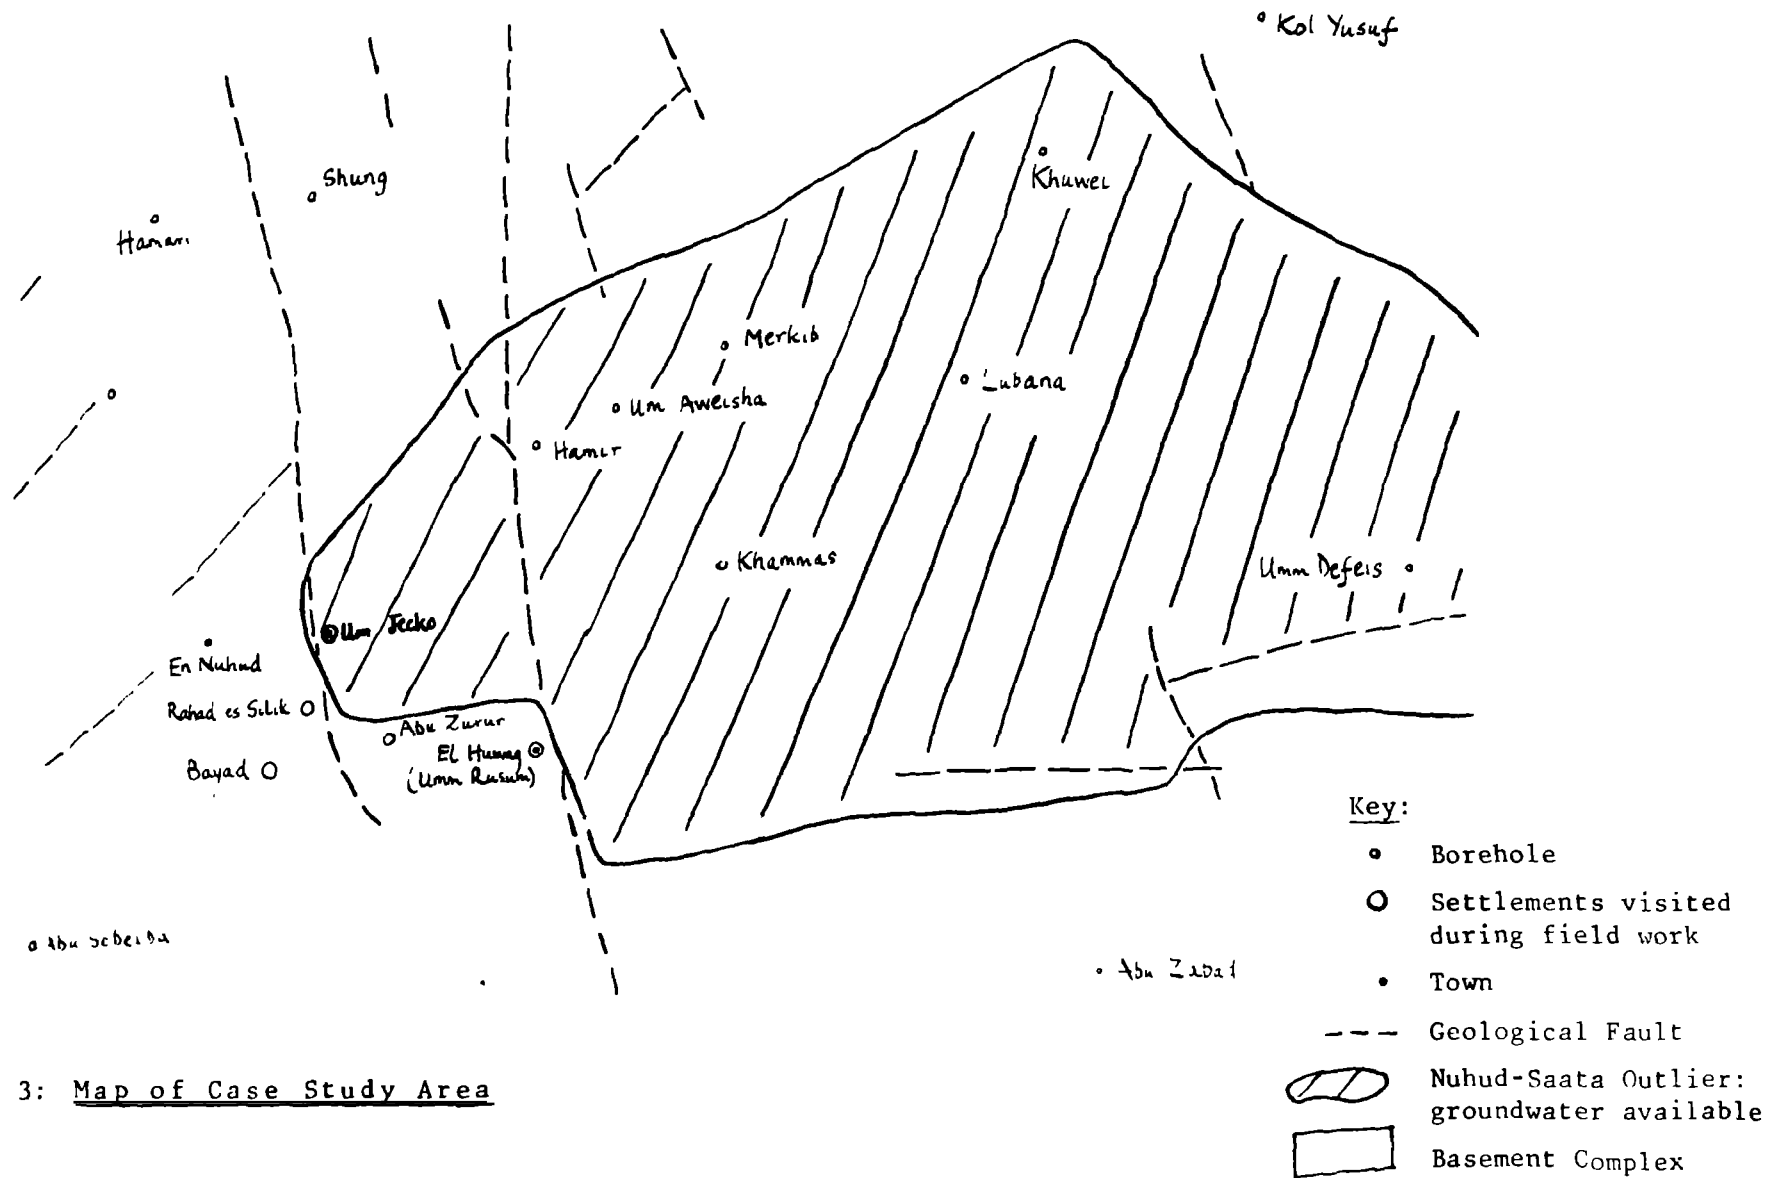 Kol Yusuf
Shung
Khuwei
Hamari
Merkib
Um Aweisha
Lubana
Hamir
Khammas
Umm Defeis
Um Jecko
En Nuhud
Rahad es Silik
Abu Zurur
El Humag
(Umm Rusum)
Bayad
Abu Zabad
Key:
Borehole
Settlements visited
during field work
Town
Geological Fault
Nuhud-Saata Outlier:
groundwater available
Basement Complex
3: Map of Case Study Area